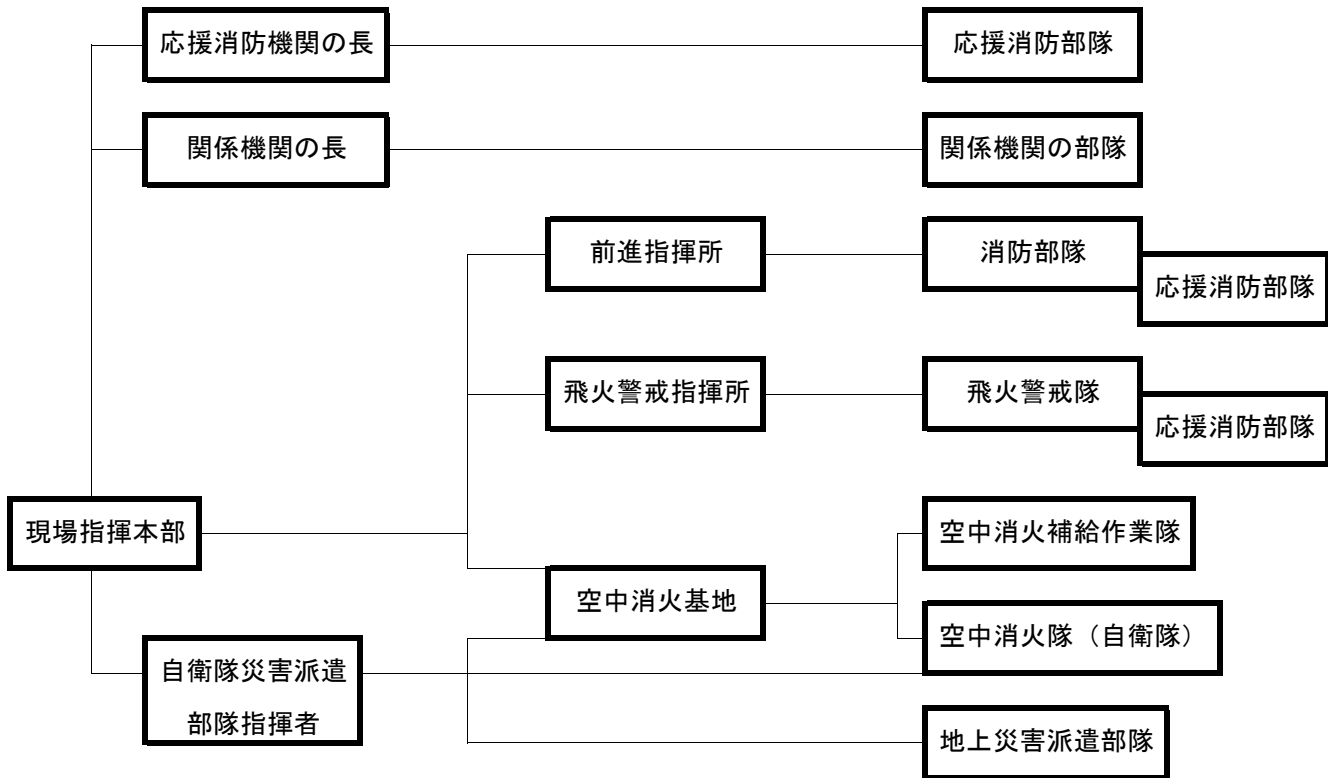 応援消防機関の長
応援消防部隊
関係機関の長
関係機関の部隊
前進指揮所
消防部隊
応援消防部隊
飛火警戒指揮所
飛火警戒隊
応援消防部隊
現場指揮本部
空中消火補給作業隊
空中消火基地
空中消火隊（自衛隊）
自衛隊災害派遣
部隊指揮者
地上災害派遣部隊